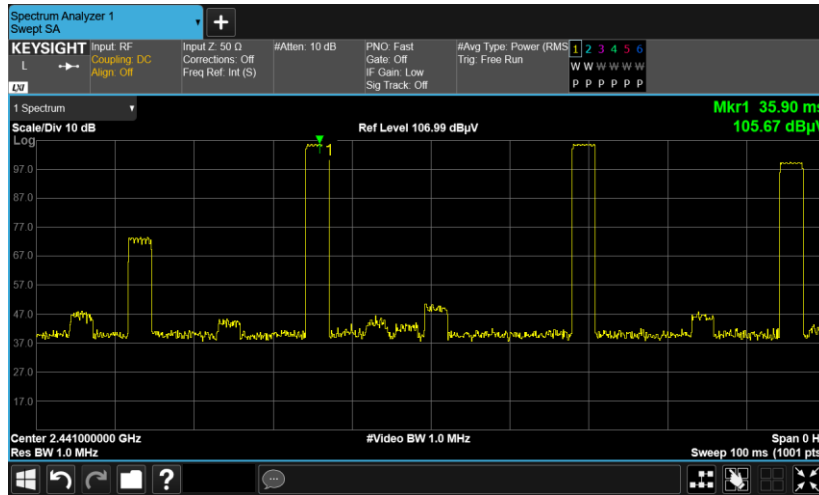 Spectrum Analyzer 1
Swept SA
+
KEYSIGHT
L
LXI
Input: RF
Coupling: DC
Align: Off
Input Z: 50 Ω
Corrections: Off
Freq Ref: Int (S)
#Atten: 10 dB
PNO: Fast
Gate: Off
IF Gain: Low
Sig Track: Off
#Avg Type: Power (RMS
Trig: Free Run
1 2 3 4 5 6
W W W W W W
P P P P P P
1 Spectrum
Mkr1 35.90 ms
Scale/Div 10 dB
Ref Level 106.99 dBµV
105.67 dBµV
Log
1
97.0
87.0
77.0
67.0
57.0
47.0
37.0
27.0
17.0
Center 2.441000000 GHz
#Video BW 1.0 MHz
Span 0 H
Res BW 1.0 MHz
Sweep 100 ms (1001 pts
?